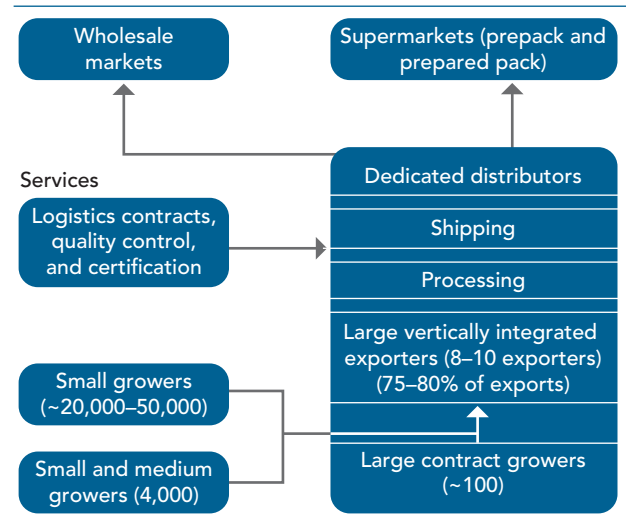 Wholesale
markets
Supermarkets (prepack and
prepared pack)
Services
Logistics contracts,
quality control,
and certification
Dedicated distributors
Shipping
Processing
Large vertically integrated
exporters (8–10 exporters)
(75–80% of exports)
Small growers
(~20,000–50,000)
Small and medium
growers (4,000)
Large contract growers
(~100)